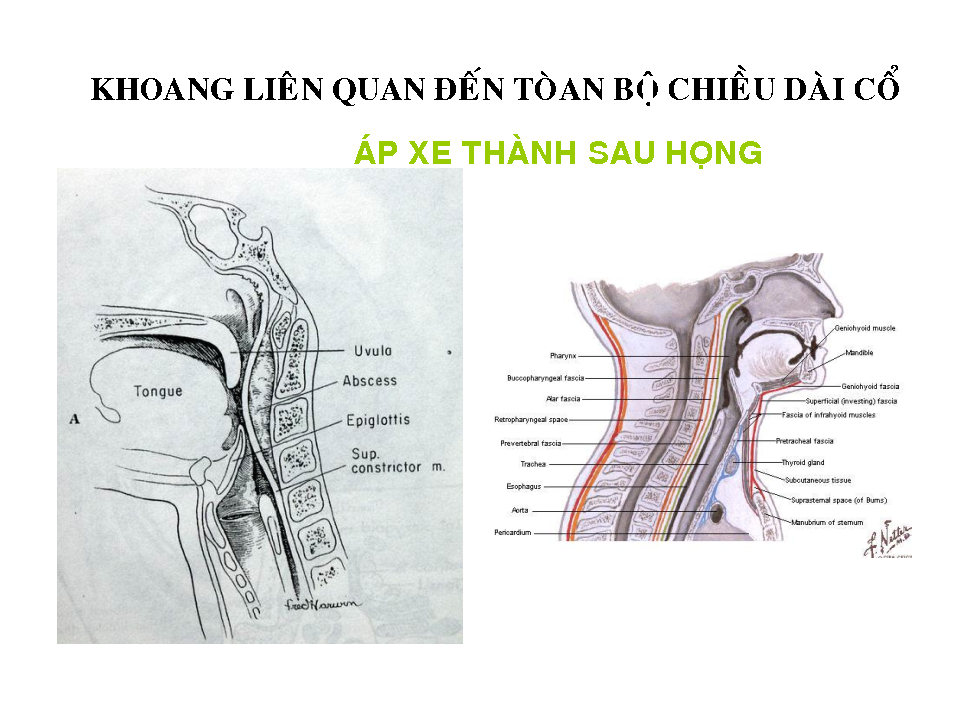 KHOANG LIÊN QUAN ĐẾN TÒAN BỘ CHIỀU DÀI CỔ
ÁP XE THÀNH SAU HỌNG
Uvula
Abscess
Tongue
A
Epiglottis
Sup.
constrictor m.
fred Harwin
Pharynx
Buccopharyngeal fascia
Alar fascia
Retropharyngeal space
Prevertebral fascia
Trachea
Esophagus
Aorta
Pericardium
Geniohyoid muscle
Mandible
Geniohyoid fascia
Superficial (investing) fascia
Fascia of infrahyoid muscles
Pretracheal fascia
Thyroid gland
Subcutaneous tissue
Suprasternal space (of Burns)
Manubrium of sternum
F. Netter
M.D.